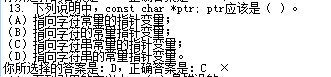 13. 下列说明中，const char *ptr; ptr应该是( )。
(A) 指向字符常量的指针变量；
(B) 指向字符的常量指针变量；
(C) 指向字符串常量的指针变量；
(D) 指向字符串的常量指针变量；
你所选择的答案是：D，正确答案是：C ×